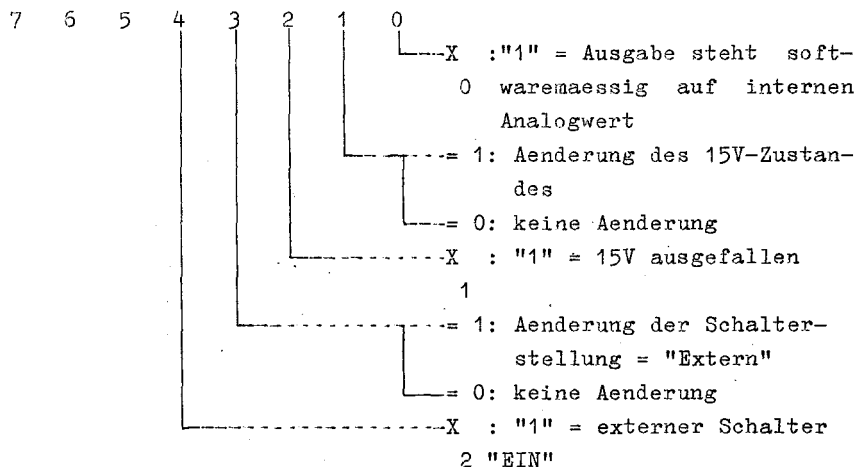 7 6 5 4 3 2 1 0
X :"1" = Ausgabe steht soft-
0 waremaessig auf internen
Analogwert
= 1: Aenderung des 15V-Zustan-
des
= 0: keine Aenderung
X : "1" = 15V ausgefallen
1
= 1: Aenderung der Schalter-
stellung = "Extern"
= 0: keine Aenderung
X : "1" = externer Schalter
2 "EIN"